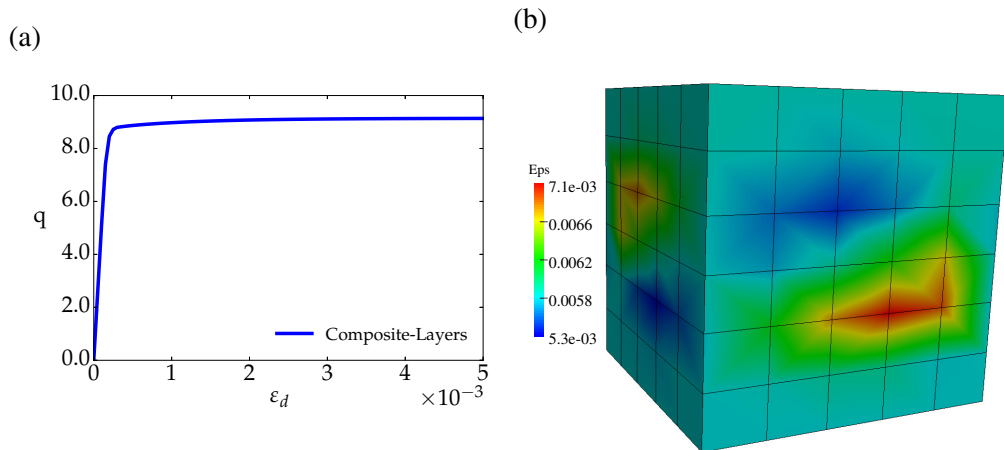 (a)
10.0
8.0
6.0
q
4.0
2.0
0.0
Composite-Layers
0 1 2 3 4 5
ε_d ×10⁻³
(b)
Eps
7.1e-03
0.0066
0.0062
0.0058
5.3e-03